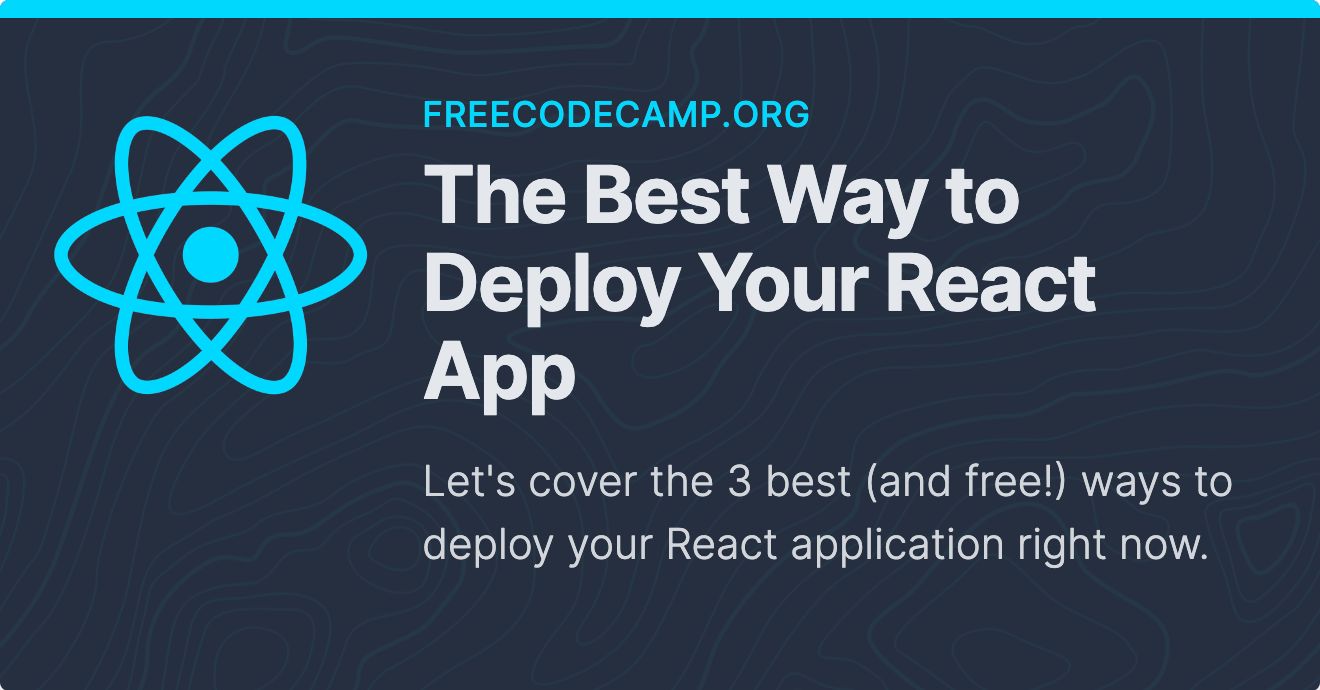 FREECODECAMP.ORG
The Best Way to
Deploy Your React
App
Let's cover the 3 best (and free!) ways to
deploy your React application right now.